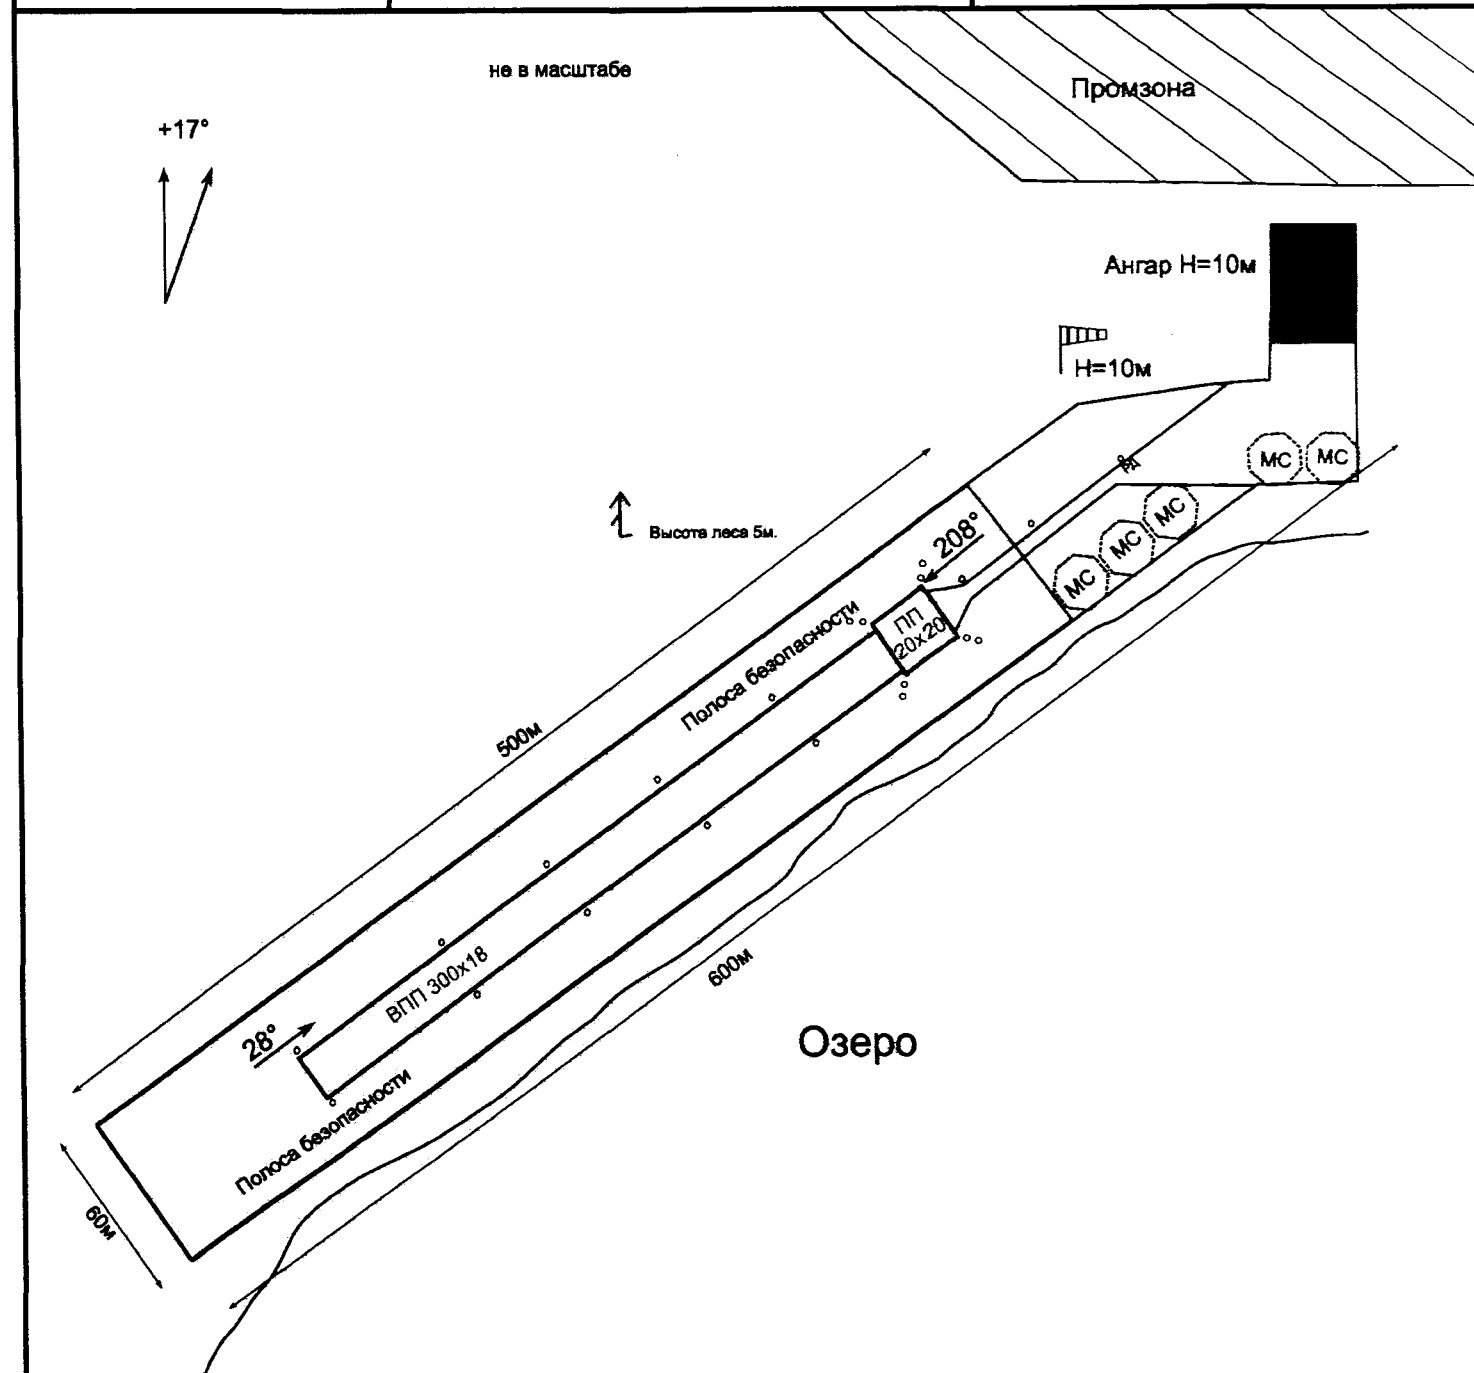 не в масштабе
Промзона
+17°
Ангар Н=10м
Н=10м
МС
МС
РД
МС
МС
МС
Высота леса 5м.
208°
ПП
20х20
Полоса безопасности
500м
600м
ВПП 300х18
28°
Озеро
Полоса безопасности
60м